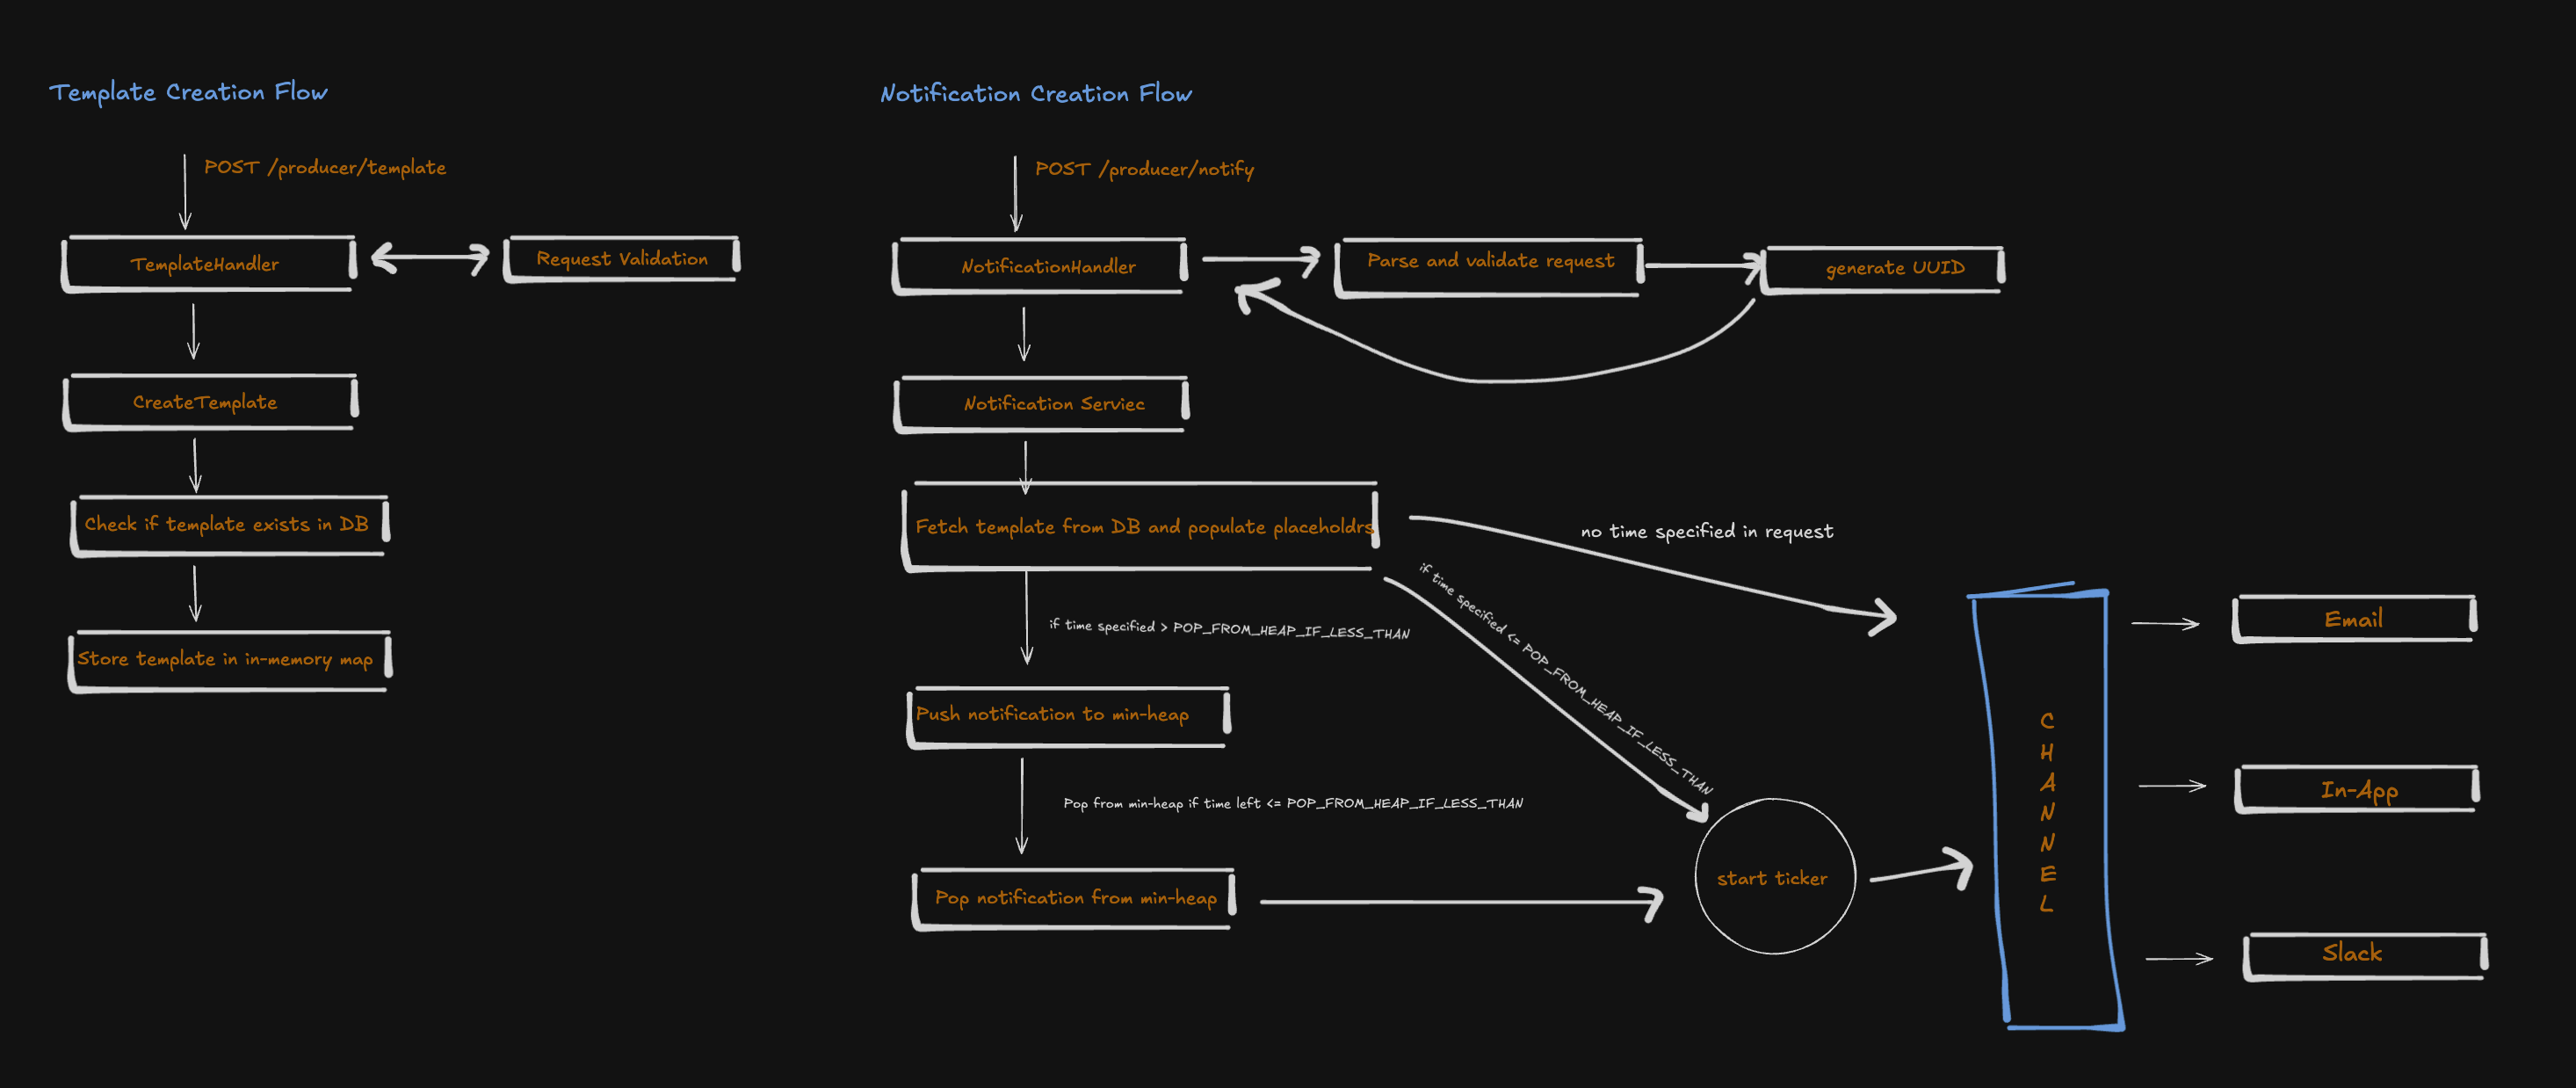 Template Creation Flow
POST /producer/template
TemplateHandler
Request Validation
CreateTemplate
Check if template exists in DB
Store template in in-memory map
Notification Creation Flow
POST /producer/notify
NotificationHandler
Parse and validate request
generate UUID
Notification Serviec
Fetch template from DB and populate placeholdrs
no time specified in request
if time specified <= POP_FROM_HEAP_IF_LESS_THAN
if time specified > POP_FROM_HEAP_IF_LESS_THAN
Push notification to min-heap
Pop from min-heap if time left <= POP_FROM_HEAP_IF_LESS_THAN
Pop notification from min-heap
start ticker
C
H
A
N
N
E
L
Email
In-App
Slack